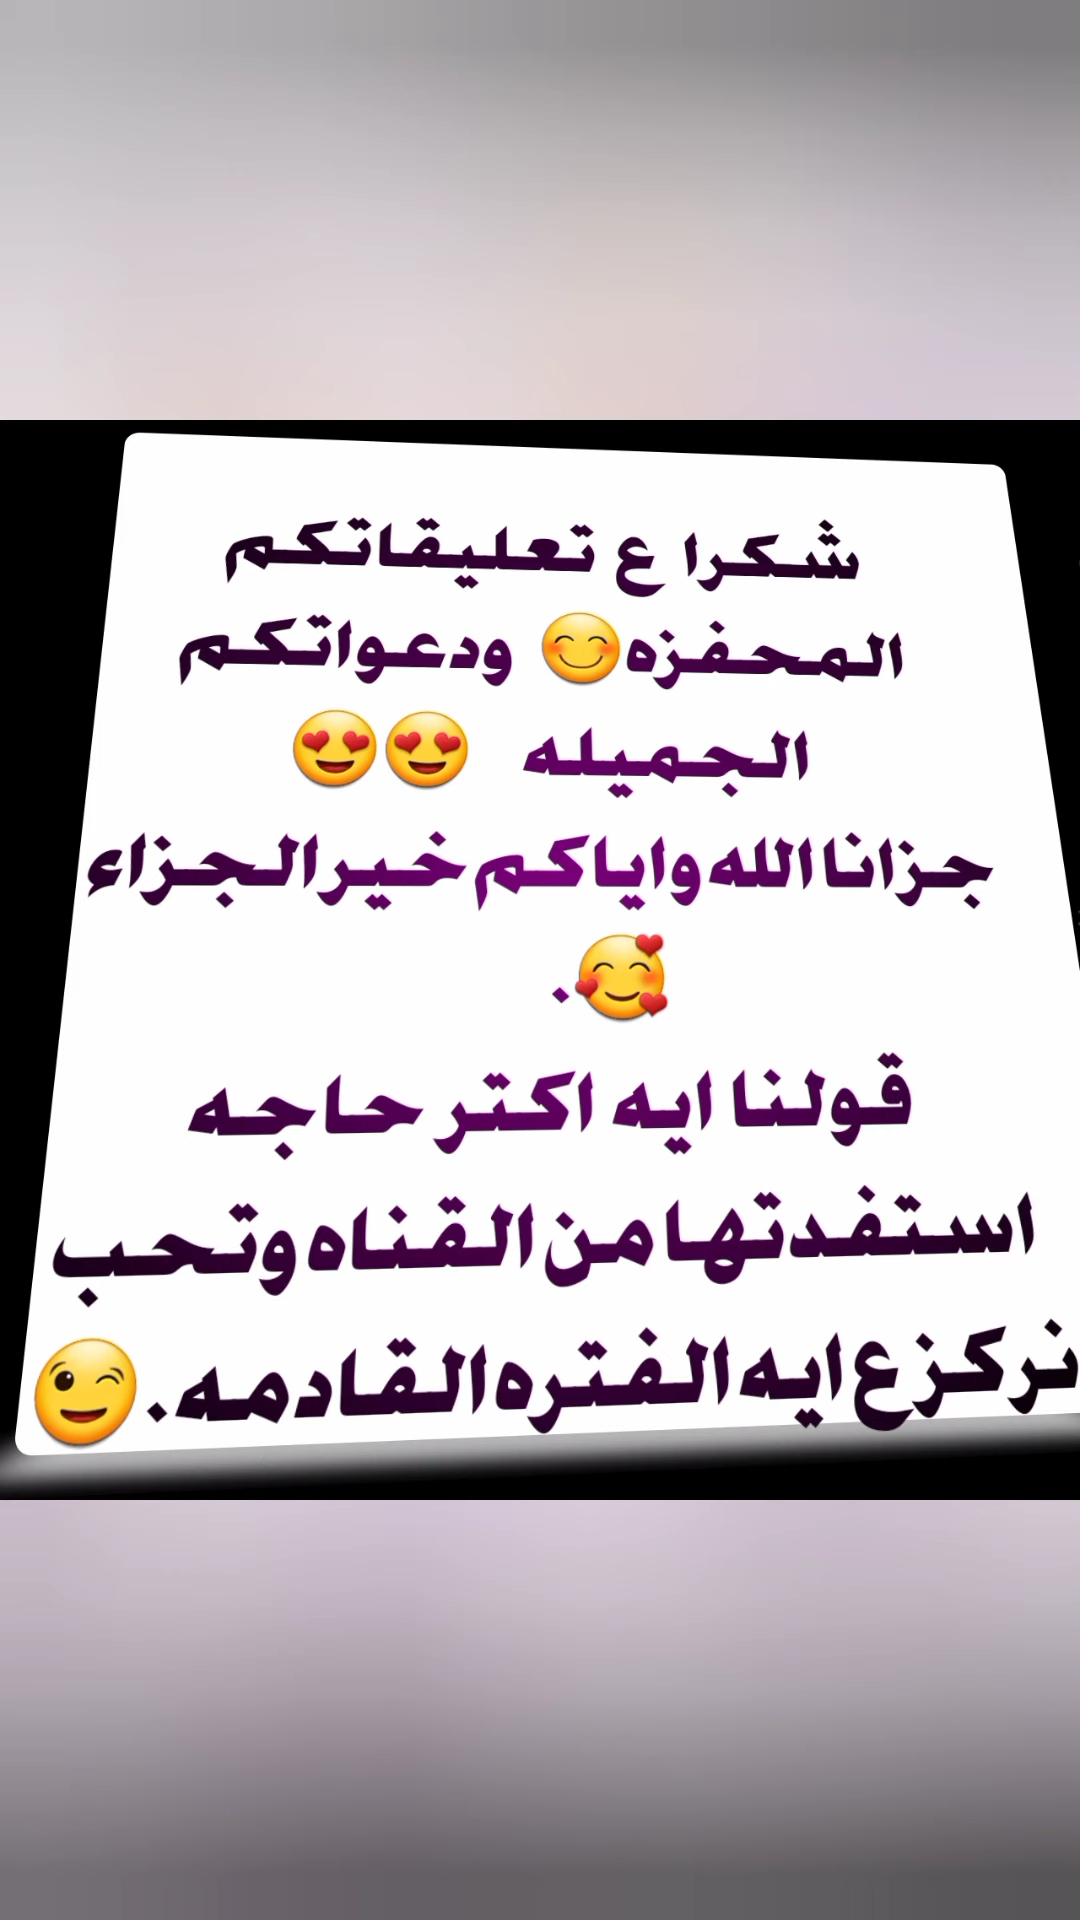 شكرا ع تعليقاتكم
المحفزه😊 ودعواتكم
الجميله 😍😍
جزانا الله واياكم خير الجزاء
🥰.
قولنا ايه اكتر حاجه
استفدتها من القناه وتحب
نركز ع ايه الفتره القادمه.😉